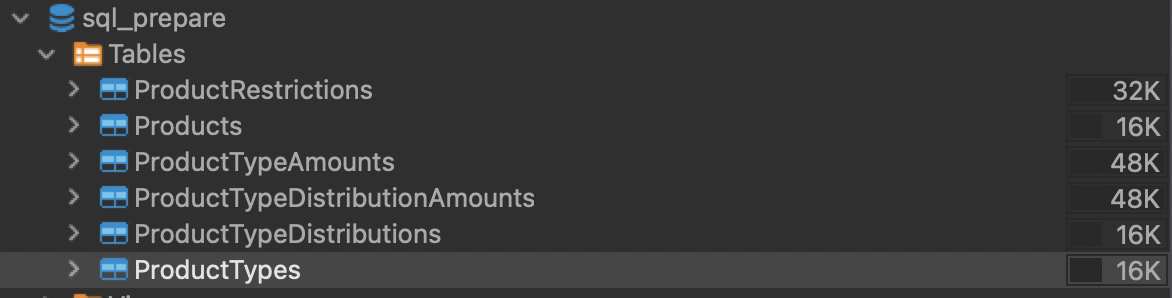 sql_prepare
Tables
ProductRestrictions 32K
Products 16K
ProductTypeAmounts 48K
ProductTypeDistributionAmounts 48K
ProductTypeDistributions 16K
ProductTypes 16K